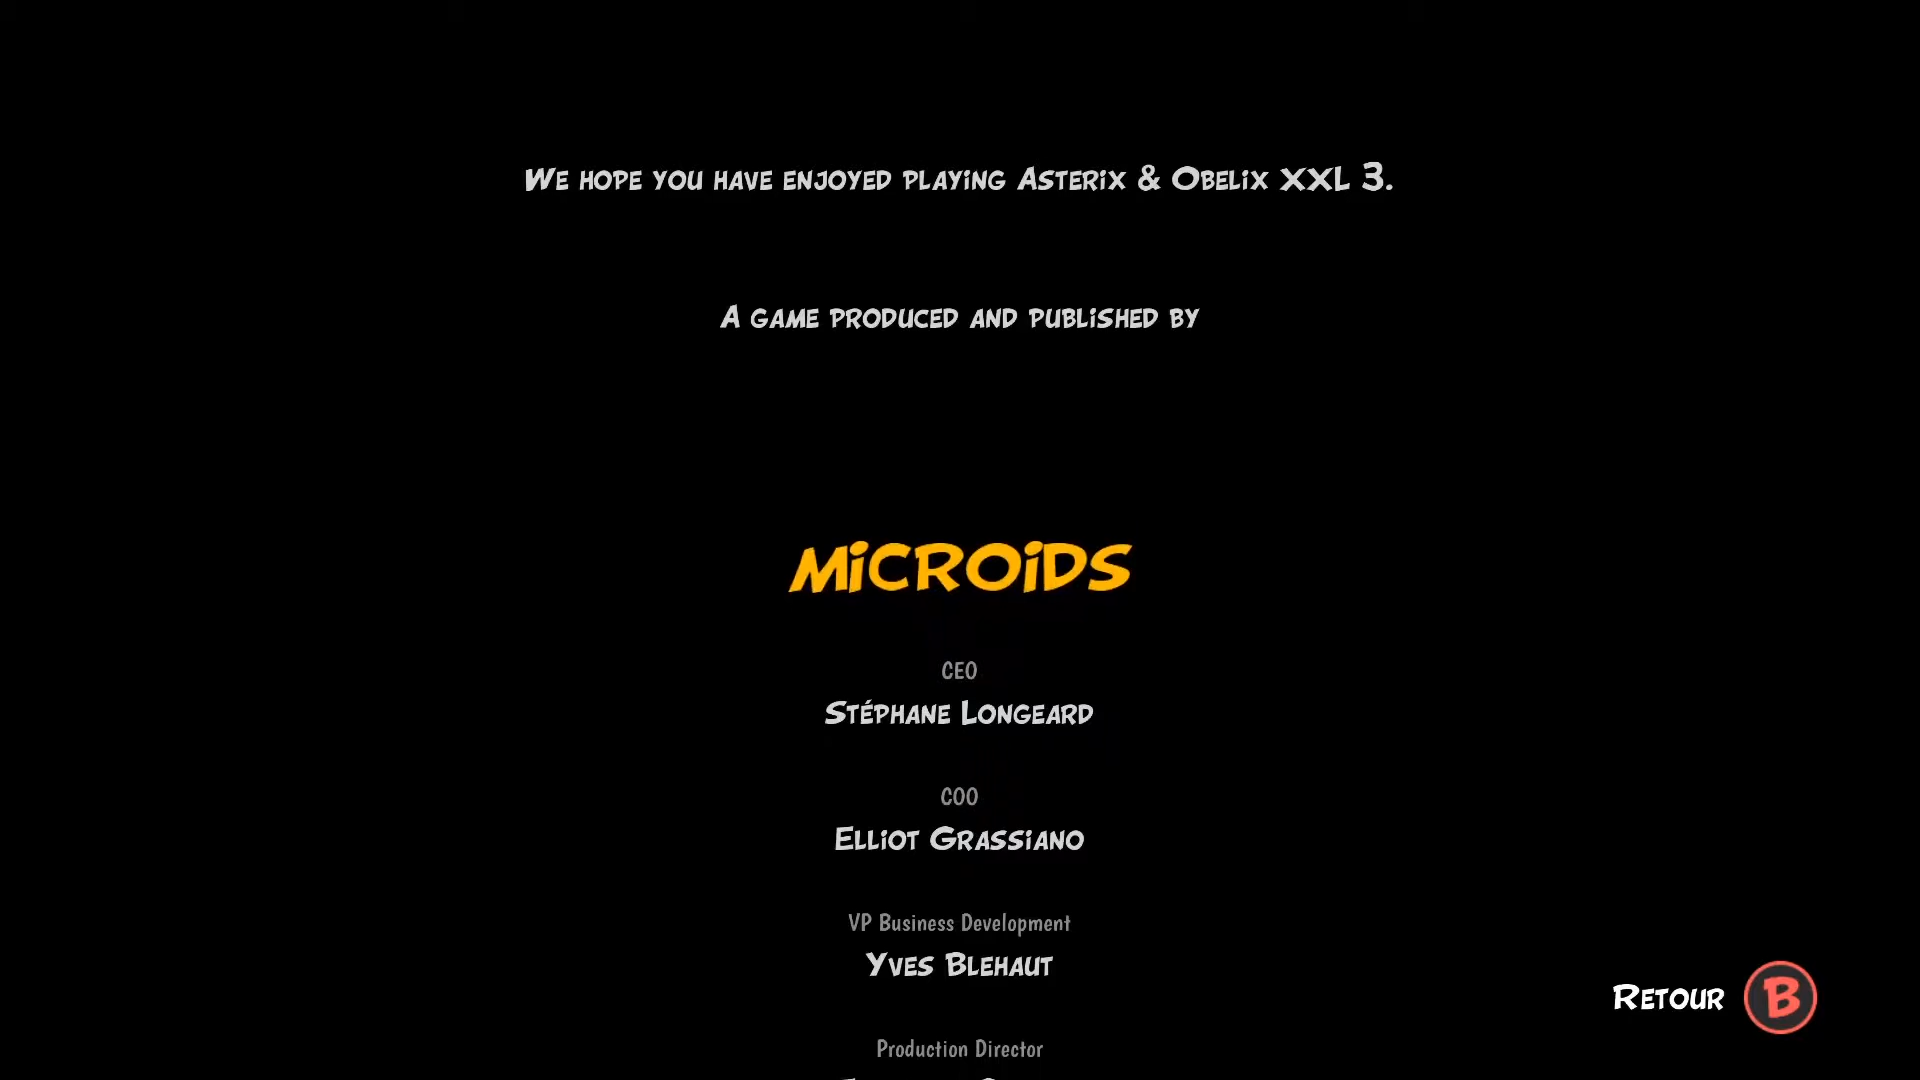 We hope you have enjoyed playing Asterix & Obelix XXL 3.
A game produced and published by
Microids
CEO
Stéphane Longeard
COO
Elliot Grassiano
VP Business Development
Yves Blehaut
Retour B
Production Director